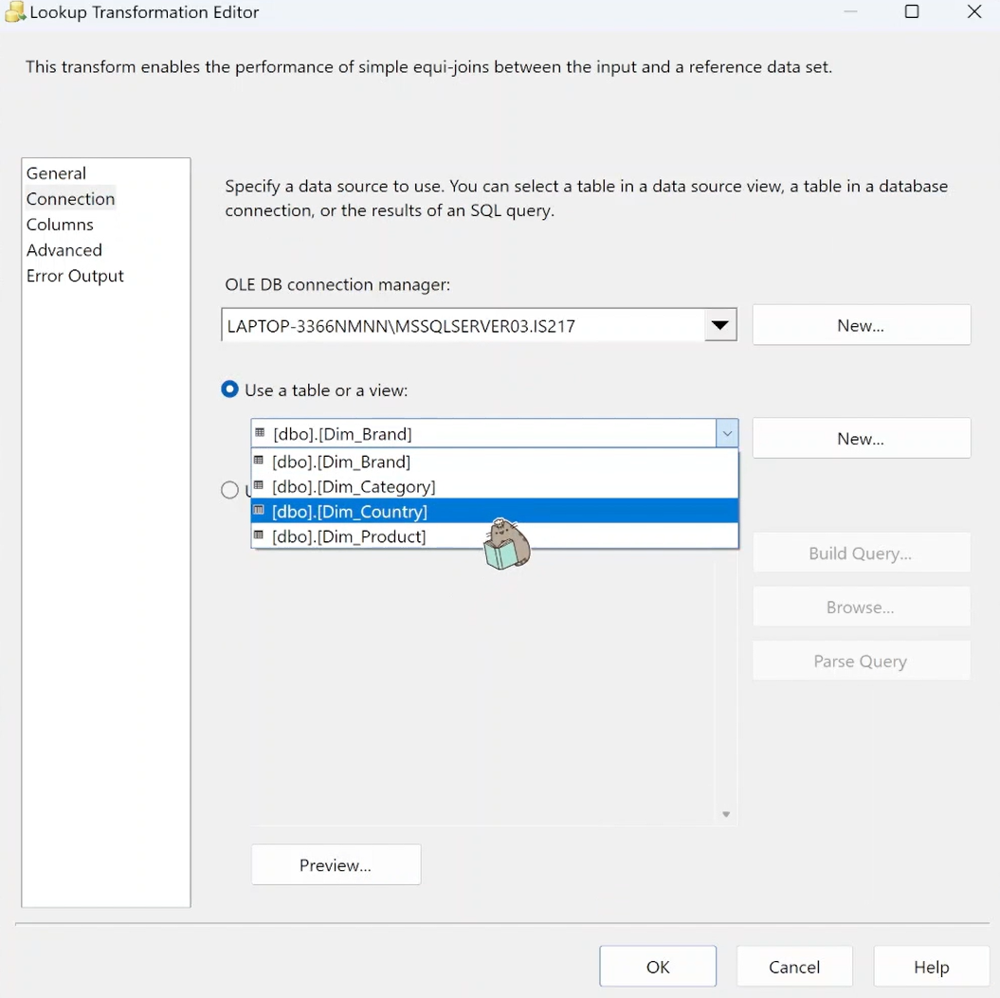 Lookup Transformation Editor
This transform enables the performance of simple equi-joins between the input and a reference data set.
General
Connection
Columns
Advanced
Error Output
Specify a data source to use. You can select a table in a data source view, a table in a database
connection, or the results of an SQL query.
OLE DB connection manager:
LAPTOP-3366NMNN\MSSQLSERVER03.IS217
New...
Use a table or a view:
[dbo].[Dim_Brand]
New...
[dbo].[Dim_Brand]
[dbo].[Dim_Category]
[dbo].[Dim_Country]
[dbo].[Dim_Product]
Build Query...
Browse...
Parse Query
Preview...
OK
Cancel
Help